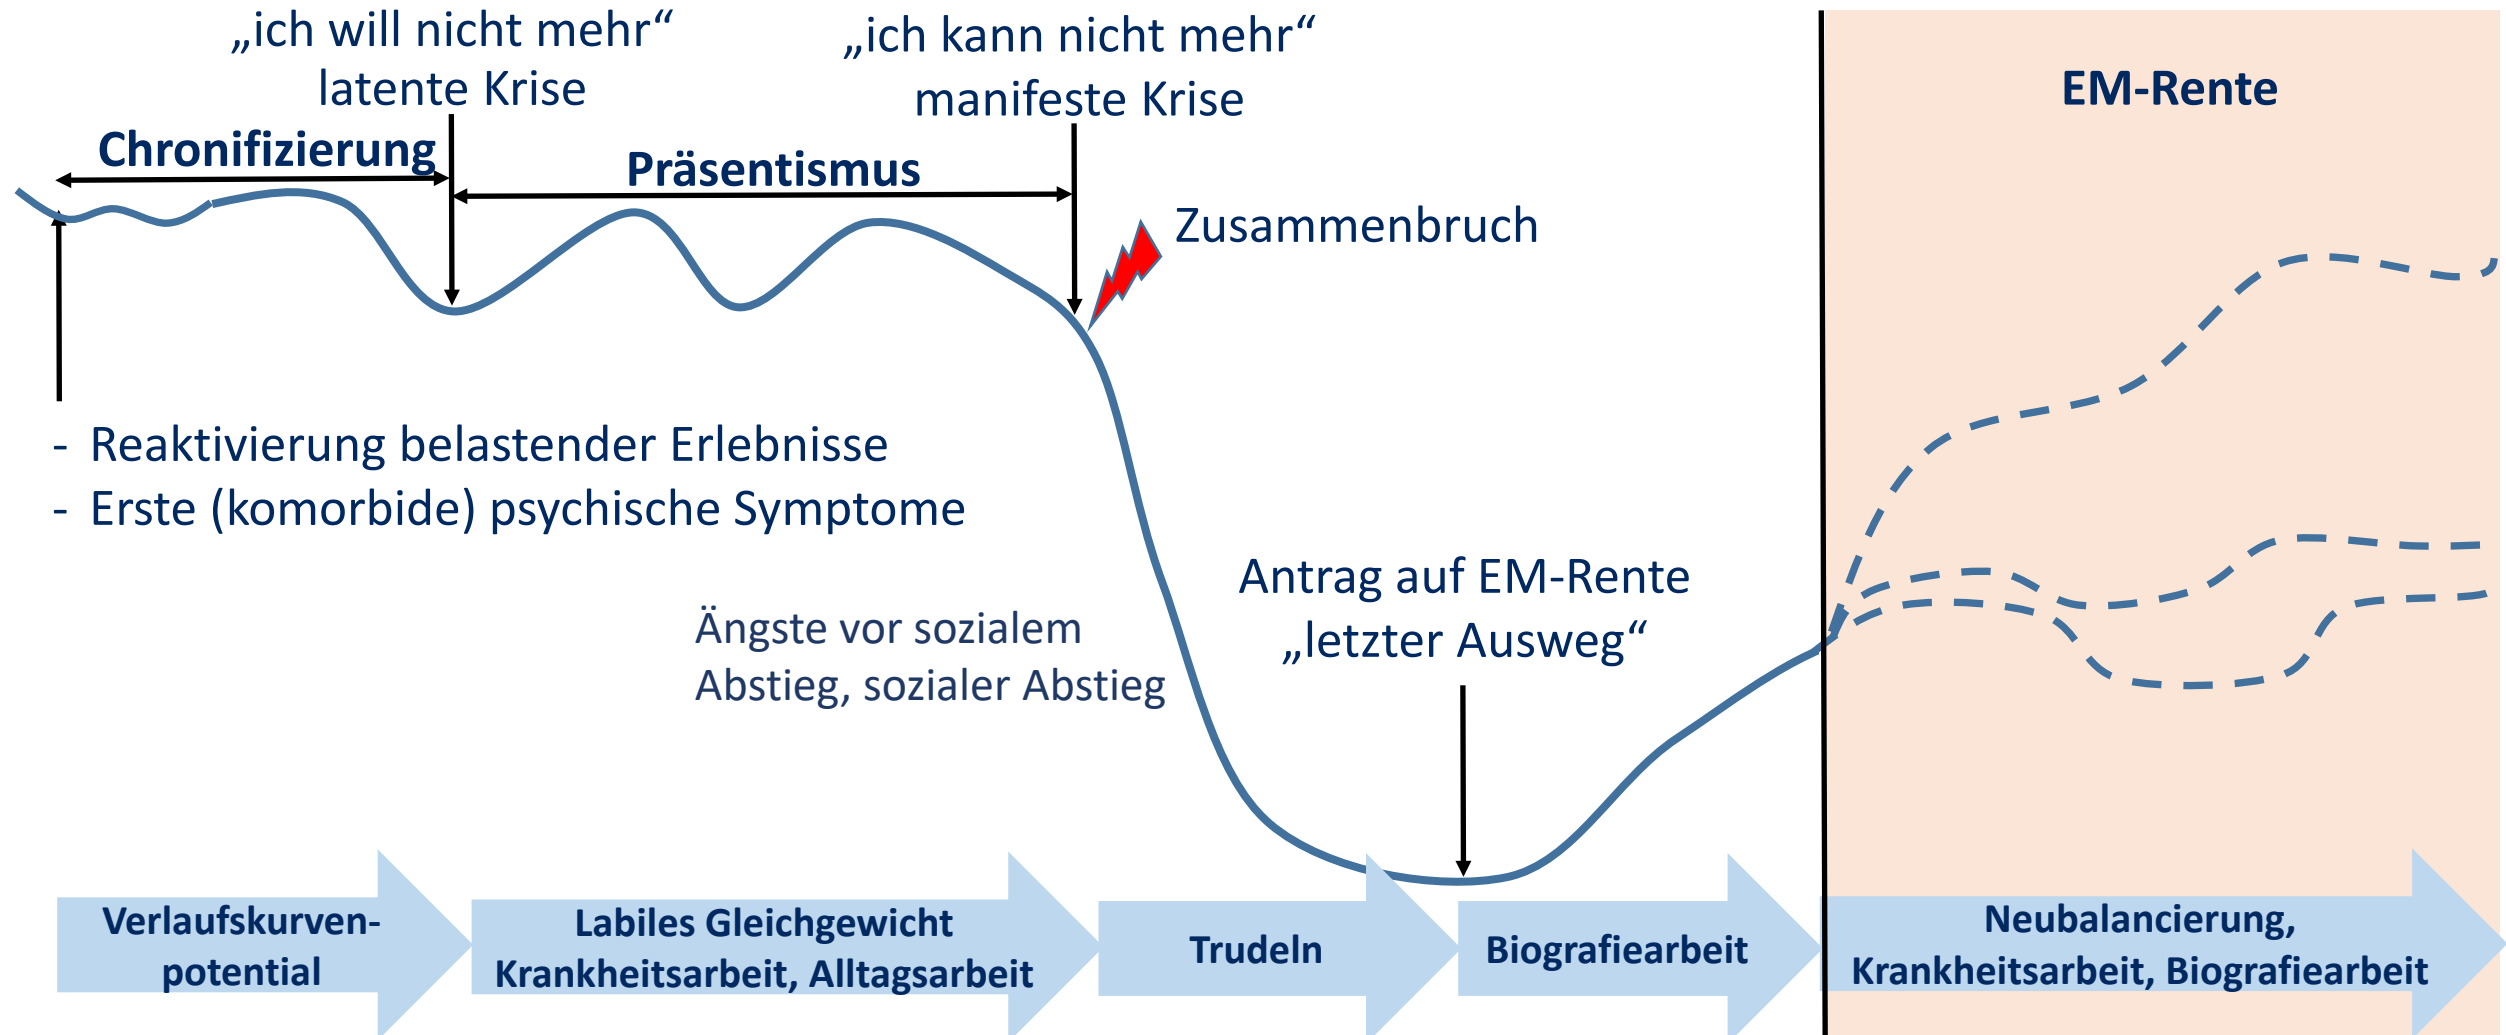 „ich will nicht mehr“
latente Krise
„ich kann nicht mehr“
manifeste Krise
EM-Rente
Chronifizierung
Präsentismus
Zusammenbruch
- Reaktivierung belastender Erlebnisse
- Erste (komorbide) psychische Symptome
Ängste vor sozialem
Abstieg, sozialer Abstieg
Antrag auf EM-Rente
„letzter Ausweg“
Verlaufskurven-
potential
Labiles Gleichgewicht
Krankheitsarbeit, Alltagsarbeit
Trudeln
Biografiearbeit
Neubalancierung,
Krankheitsarbeit, Biografiearbeit